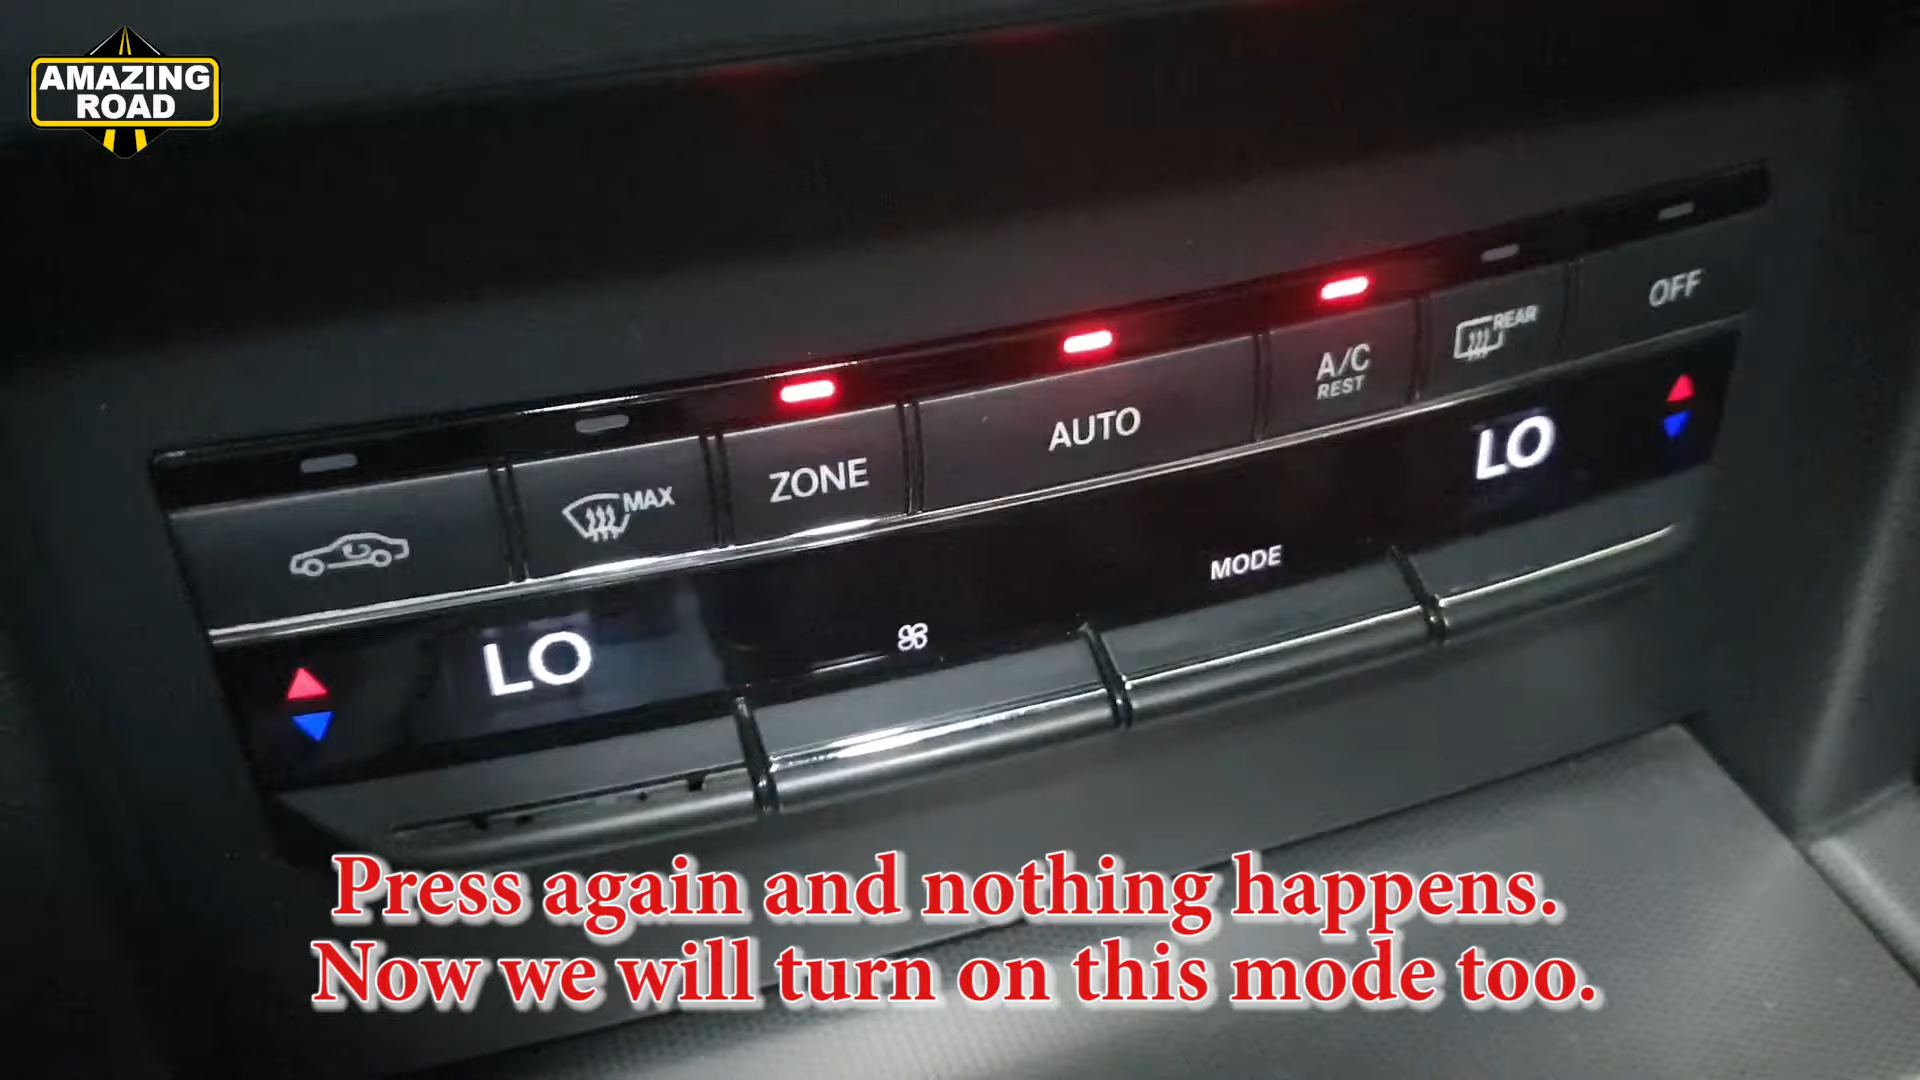 AMAZING
ROAD
OFF
REAR
A/C
REST
AUTO
MAX
ZONE
LO
MODE
LO
Press again and nothing happens.
Now we will turn on this mode too.